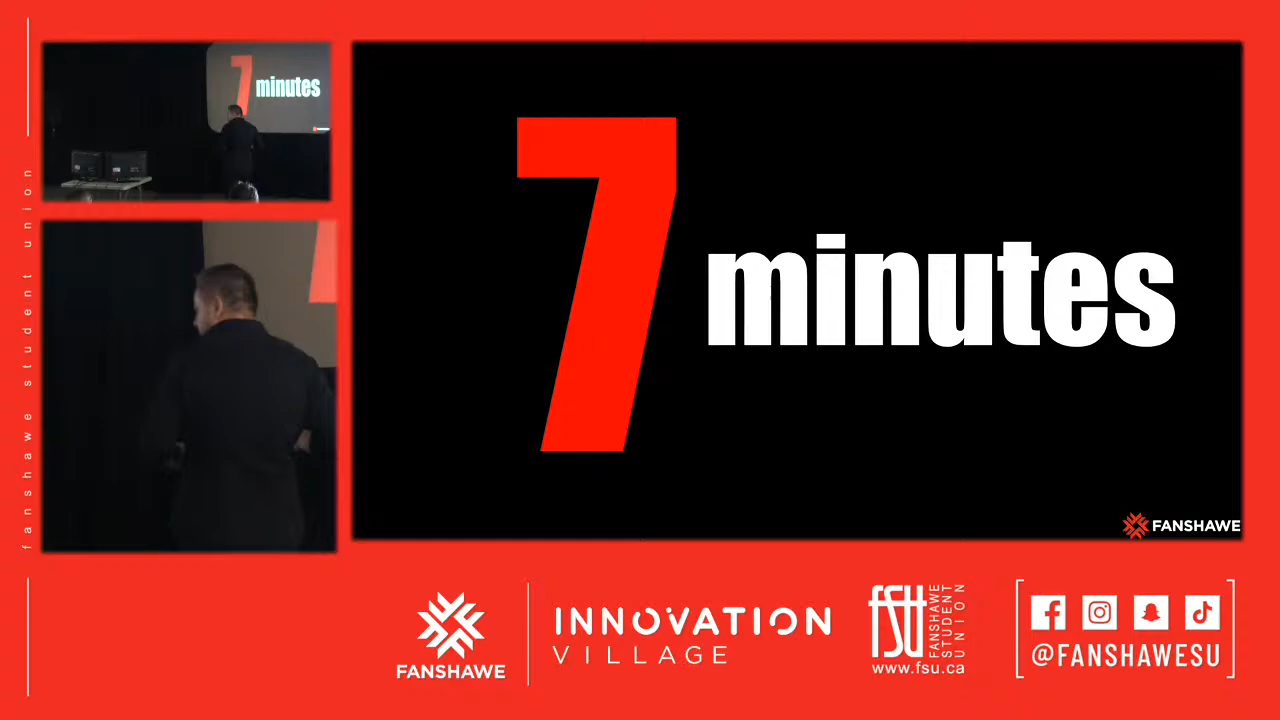 fanshawe student union
7 minutes
7 minutes
FANSHAWE
FANSHAWE
INNOVATION
VILLAGE
fsu
FANSHAWE
STUDENT
UNION
www.fsu.ca
@FANSHAWESU